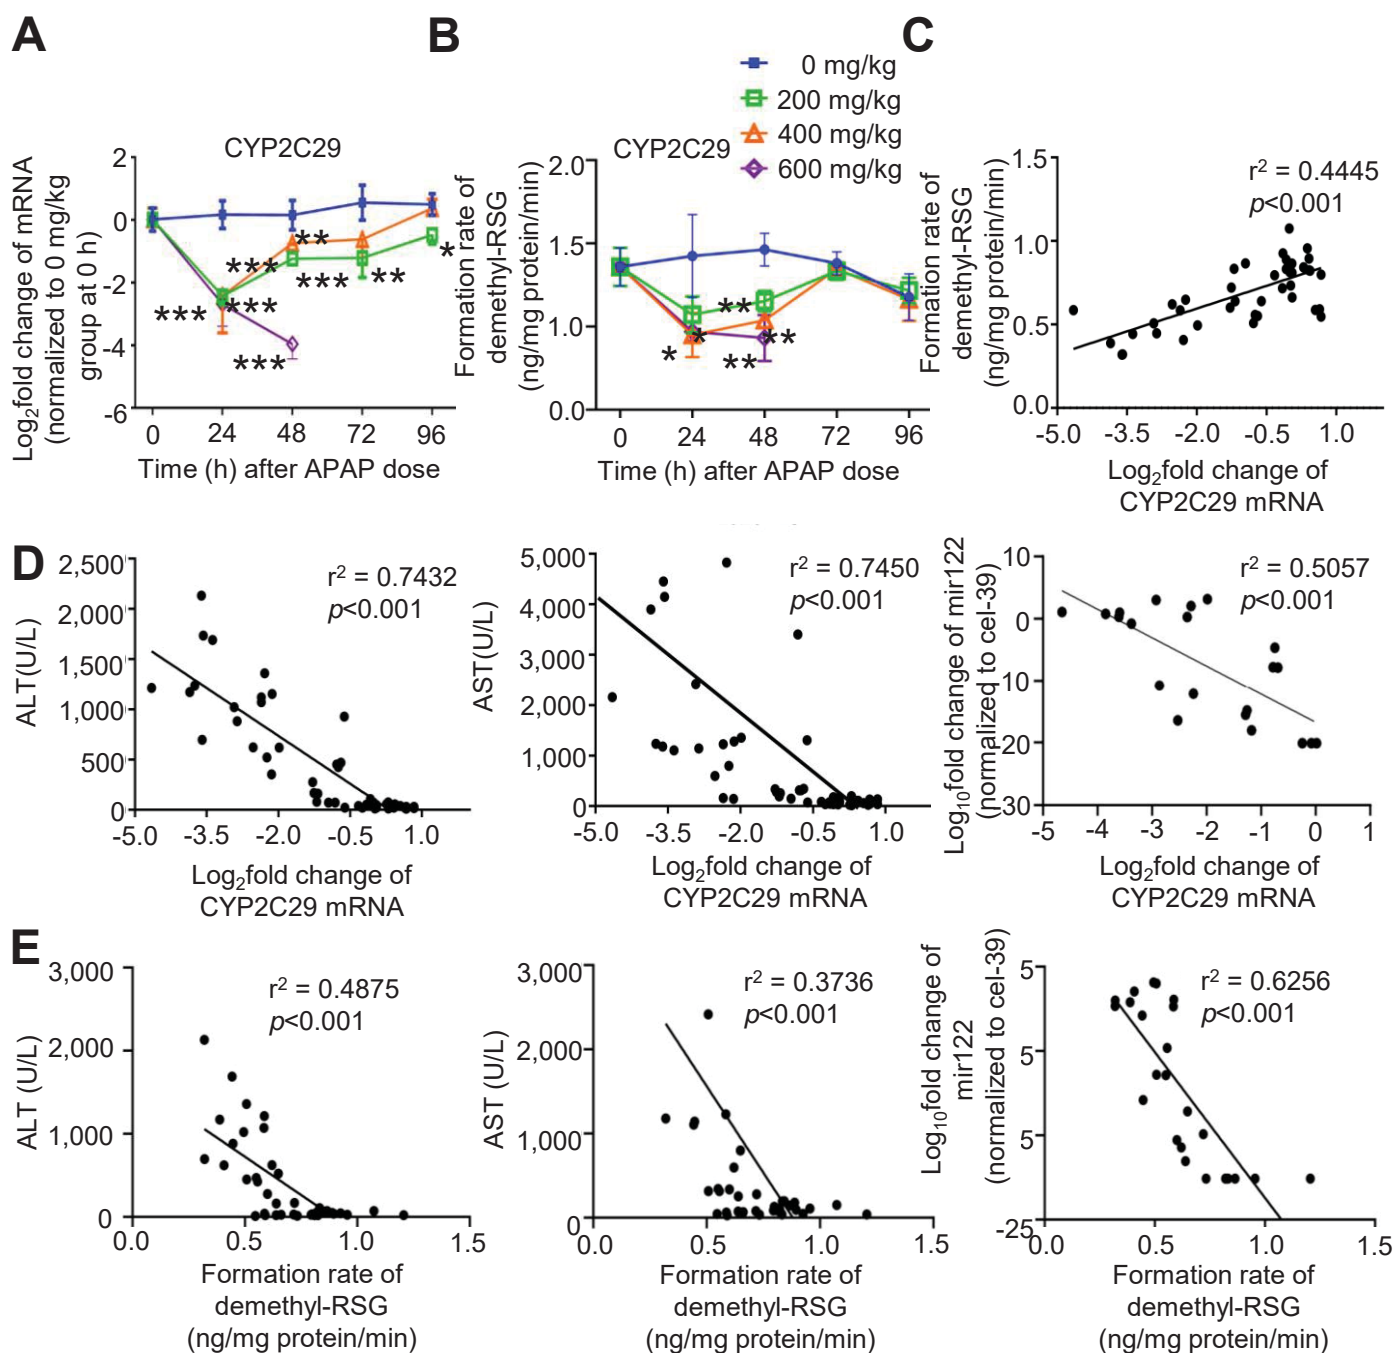 A
B
C
0 mg/kg
200 mg/kg
400 mg/kg
600 mg/kg
CYP2C29
Log₂fold change of mRNA
(normalized to 0 mg/kg
group at 0 h)
2
0
-2
-4
-6
***
***
***
***
**
***
**
*
0
24
48
72
96
Time (h) after APAP dose
CYP2C29
Formation rate of
demethyl-RSG
(ng/mg protein/min)
2.0
1.5
1.0
0.0
*
*
**
**
**
0
24
48
72
96
Time (h) after APAP dose
r² = 0.4445
p<0.001
Formation rate of
demethyl-RSG
(ng/mg protein/min)
1.5
1.0
0.5
0.0
-5.0
-3.5
-2.0
-0.5
1.0
Log₂fold change of
CYP2C29 mRNA
D
r² = 0.7432
p<0.001
ALT(U/L)
2,500
2,000
1,500
1,000
500
0
-5.0
-3.5
-2.0
-0.5
1.0
Log₂fold change of
CYP2C29 mRNA
r² = 0.7450
p<0.001
AST(U/L)
5,000
4,000
3,000
2,000
1,000
0
-5.0
-3.5
-2.0
-0.5
1.0
Log₂fold change of
CYP2C29 mRNA
r² = 0.5057
p<0.001
Log₁₀fold change of mir122
(normalized to cel-39)
10
0
10
-20
-30
-5
-4
-3
-2
-1
0
1
Log₂fold change of
CYP2C29 mRNA
E
r² = 0.4875
p<0.001
ALT (U/L)
3,000
2,000
1,000
0
0.0
0.5
1.0
1.5
Formation rate of
demethyl-RSG
(ng/mg protein/min)
r² = 0.3736
p<0.001
AST (U/L)
3,000
2,000
1,000
0
0.0
0.5
1.0
1.5
Formation rate of
demethyl-RSG
(ng/mg protein/min)
r² = 0.6256
p<0.001
Log₁₀fold change of
mir122
(normalized to cel-39)
5
5
5
-25
0.0
0.5
1.0
1.5
Formation rate of
demethyl-RSG
(ng/mg protein/min)